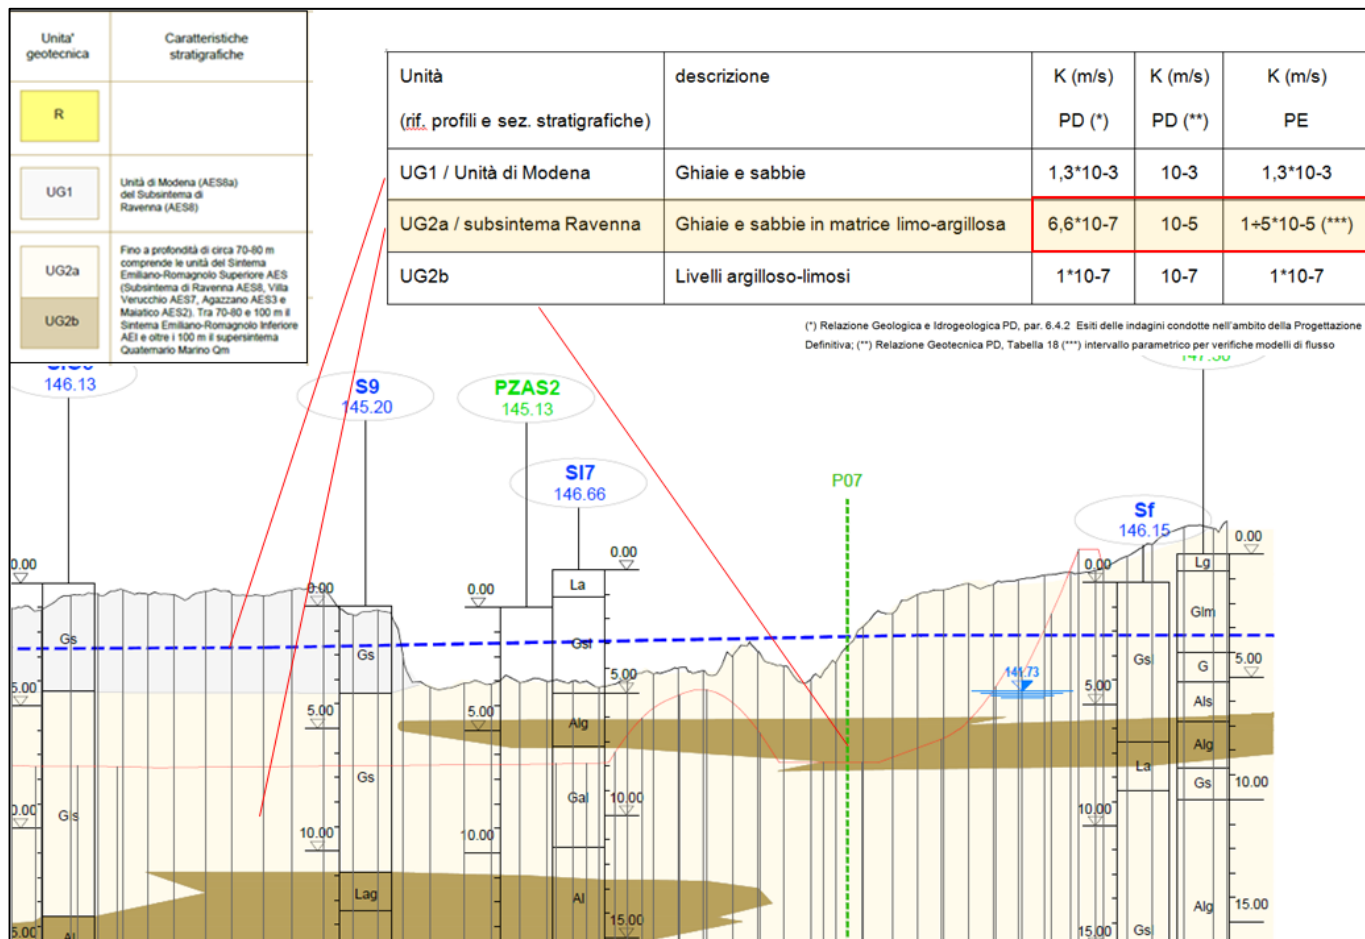 Unita'
geotecnica
Caratteristiche
stratigrafiche
R
UG1
Unità di Modena (AES8a)
del Subsintema di
Ravenna (AES8)
UG2a
UG2b
Fino a profondità di circa 70-80 m
comprende le unità del Sintema
Emiliano-Romagnolo Superiore AES
(Subsintema di Ravenna AES8, Villa
Verucchio AES7, Agazzano AES3 e
Maiatico AES2). Tra 70-80 e 100 m il
Sintema Emiliano-Romagnolo Inferiore
AEI e oltre i 100 m il supersintema
Quaternario Marino Qm
Unità
(rif. profili e sez. stratigrafiche)
descrizione
K (m/s)
PD (*)
K (m/s)
PD (**)
K (m/s)
PE
UG1 / Unità di Modena
Ghiaie e sabbie
1,3*10-3
10-3
1,3*10-3
UG2a / subsintema Ravenna
Ghiaie e sabbie in matrice limo-argillosa
6,6*10-7
10-5
1÷5*10-5 (***)
UG2b
Livelli argilloso-limosi
1*10-7
10-7
1*10-7
(*) Relazione Geologica e Idrogeologica PD, par. 6.4.2 Esiti delle indagini condotte nell'ambito della Progettazione
Definitiva; (**) Relazione Geotecnica PD, Tabella 18 (***) intervallo parametrico per verifiche modelli di flusso
146.13
S9
145.20
PZAS2
145.13
SI7
146.66
P07
Sf
146.15
0.00
0.00
0.00
0.00
0.00
0.00
La
Lg
Gs
Gs
Gsl
Gsl
Glm
G
5.00
5.00
5.00
5.00
5.00
5.00
141.73
Als
Alg
Alg
La
Gs
Gs
Gls
Gal
0.00
10.00
10.00
10.00
10.00
10.00
Lag
Al
Al
Alg
Gsl
5.00
15.00
15.00
15.00